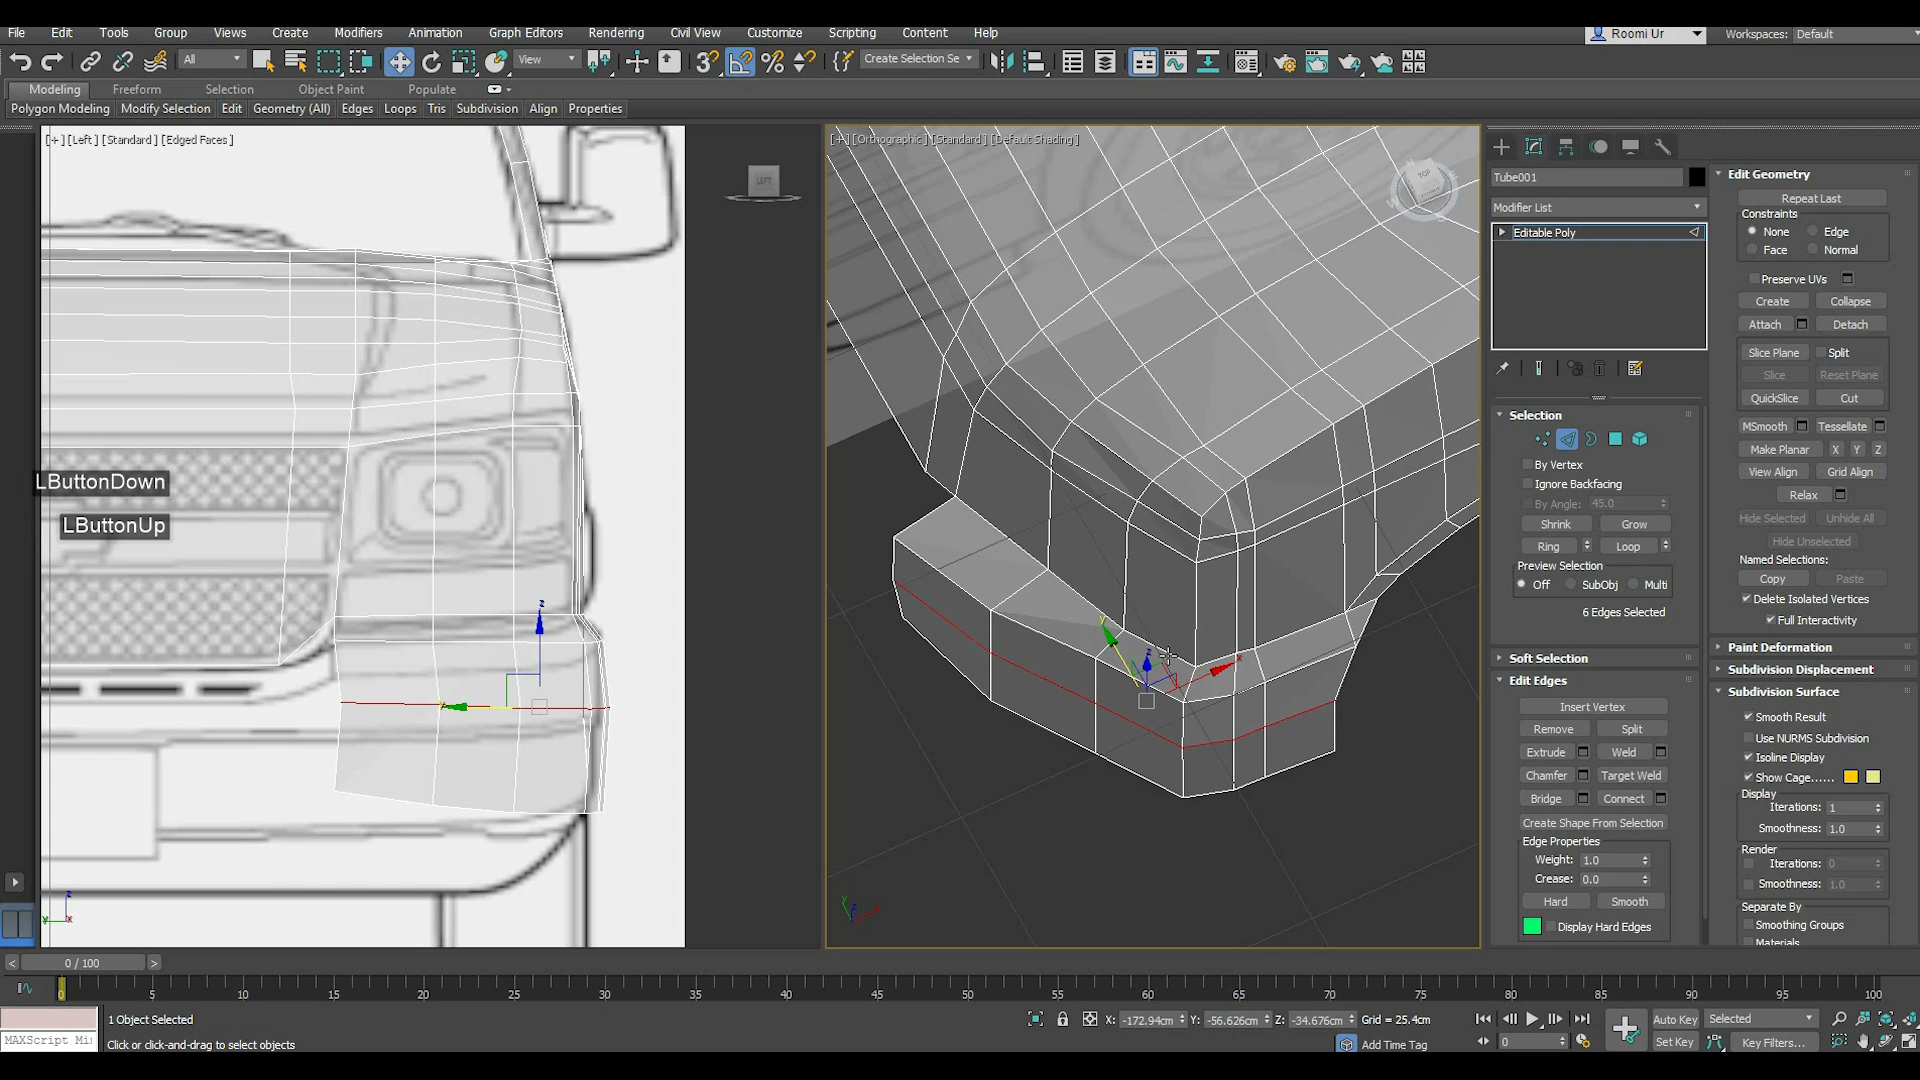 File Edit Tools Group Views Create Modifiers Animation Graph Editors Rendering Civil View Customize Scripting Content Help
Roomi Ur Workspaces: Default
All View Create Selection Se
Modeling Freeform Selection Object Paint Populate
Polygon Modeling Modify Selection Edit Geometry (All) Edges Loops Tris Subdivision Align Properties
[+] [Left] [Standard] [Edged Faces]
[+] [Orthographic] [Standard] [Default Shading]
LEFT
TOP
LButtonDown
LButtonUp
Tube001
Modifier List
Editable Poly
Selection
By Vertex
Ignore Backfacing
By Angle: 45.0
Shrink Grow
Ring Loop
Preview Selection
Off SubObj Multi
6 Edges Selected
Soft Selection
Edit Edges
Insert Vertex
Remove Split
Extrude Weld
Chamfer Target Weld
Bridge Connect
Create Shape From Selection
Edge Properties
Weight: 1.0
Crease: 0.0
Hard Smooth
Display Hard Edges
Edit Geometry
Repeat Last
Constraints
None Edge
Face Normal
Preserve UVs
Create Collapse
Attach Detach
Slice Plane Split
Slice Reset Plane
QuickSlice Cut
MSmooth Tessellate
Make Planar X Y Z
View Align Grid Align
Relax
Hide Selected Unhide All
Hide Unselected
Named Selections:
Copy Paste
Delete Isolated Vertices
Full Interactivity
Paint Deformation
Subdivision Displacement
Subdivision Surface
Smooth Result
Use NURMS Subdivision
Isoline Display
Show Cage......
Display
Iterations: 1
Smoothness: 1.0
Render
Iterations: 0
Smoothness: 1.0
Separate By
Smoothing Groups
Materials
z
y
z
y
x
z
y x
y
z
< 0 / 100 >
0 5 10 15 20 25 30 35 40 45 50 55 60 65 70 75 80 85 90 95 100
1 Object Selected X: -172.94cm Y: -56.626cm Z: -34.676cm Grid = 25.4cm Auto Key Selected
MAXScript Mi Click or click-and-drag to select objects Add Time Tag 0 Set Key Key Filters...